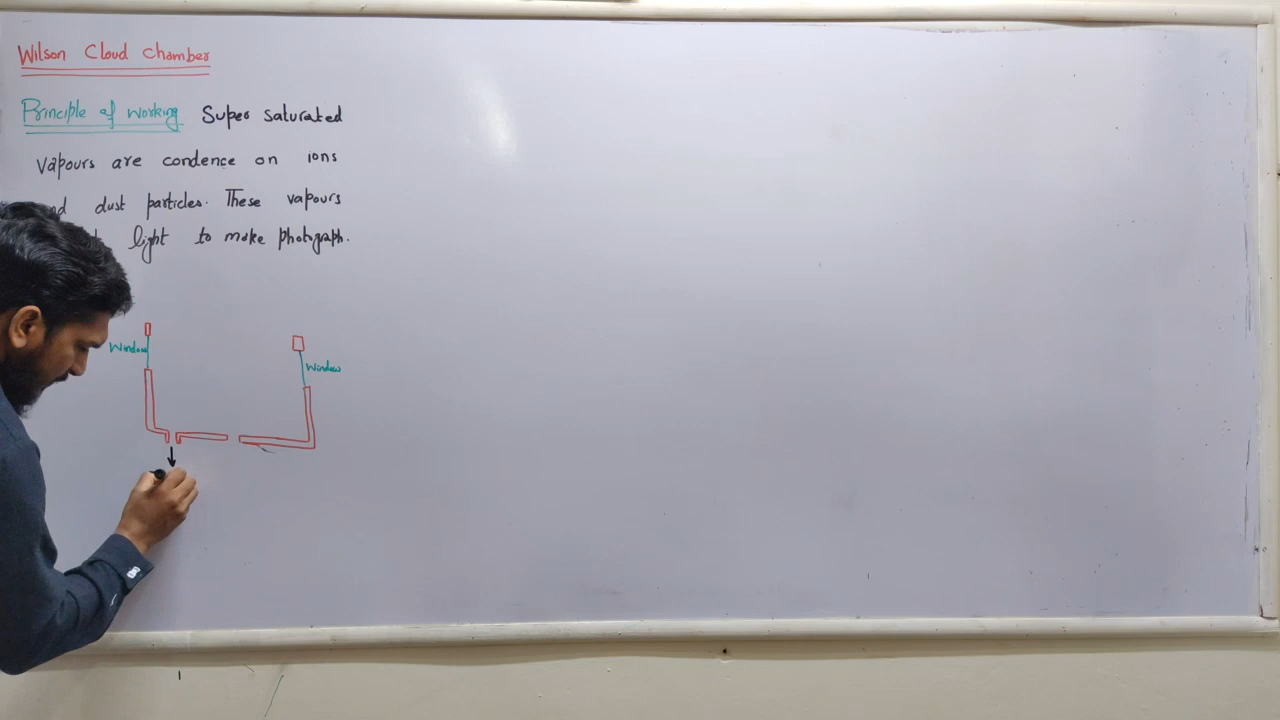 Wilson Cloud Chamber
Principle of working Super saturated
vapours are condence on ions
dust particles. These vapours
light to make photograph.
Window
Window